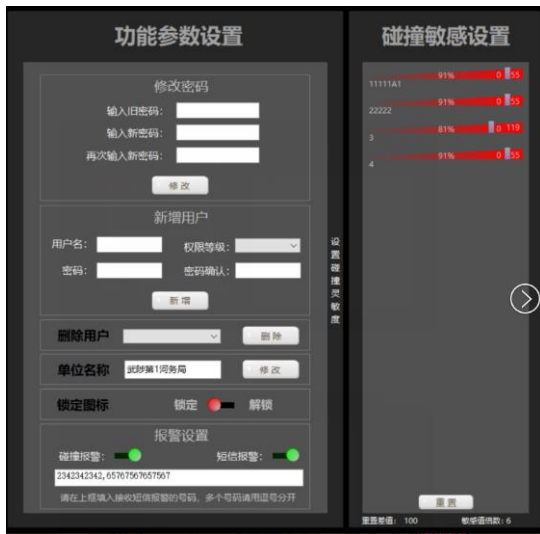 功能参数设置
修改密码
输入旧密码：
输入新密码：
再次输入新密码：
修改
新增用户
用户名：
权限等级：
密码：
密码确认：
新增
删除用户
删除
单位名称
武陟第1河务局
修改
锁定图标
锁定
解锁
报警设置
碰撞报警：
短信报警：
2342342342,65767567657567
请在上框填入接收短信报警的号码，多个号码请用逗号分开
设置碰撞灵敏度
碰撞敏感设置
91% 0 55
11111A1
91% 0 55
22222
81% 0 119
3
91% 0 55
4
重置
重置差值： 100
敏感值倍数：6